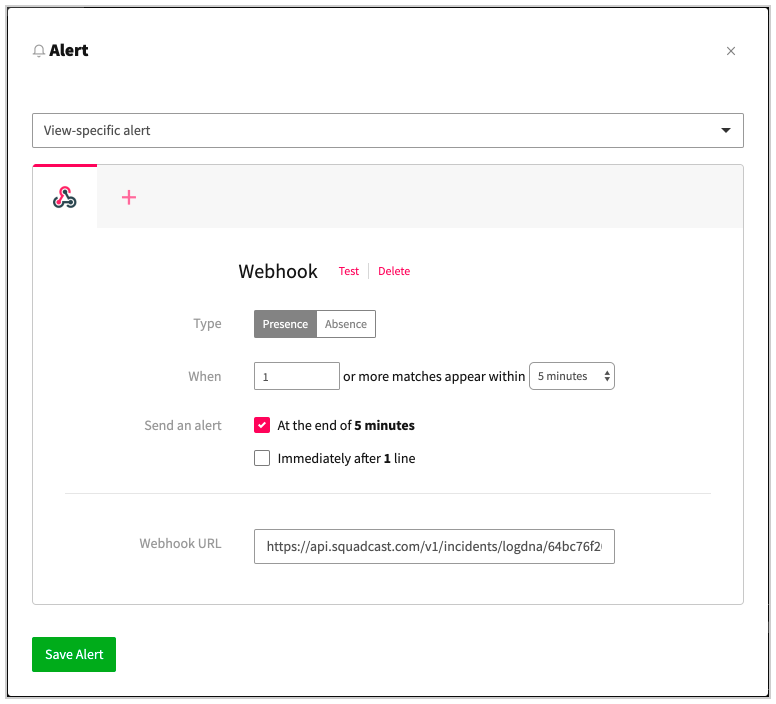 Alert
View-specific alert
Webhook Test Delete
Type Presence Absence
When 1 or more matches appear within 5 minutes
Send an alert At the end of 5 minutes
Immediately after 1 line
Webhook URL https://api.squadcast.com/v1/incidents/logdna/64bc76f2
Save Alert